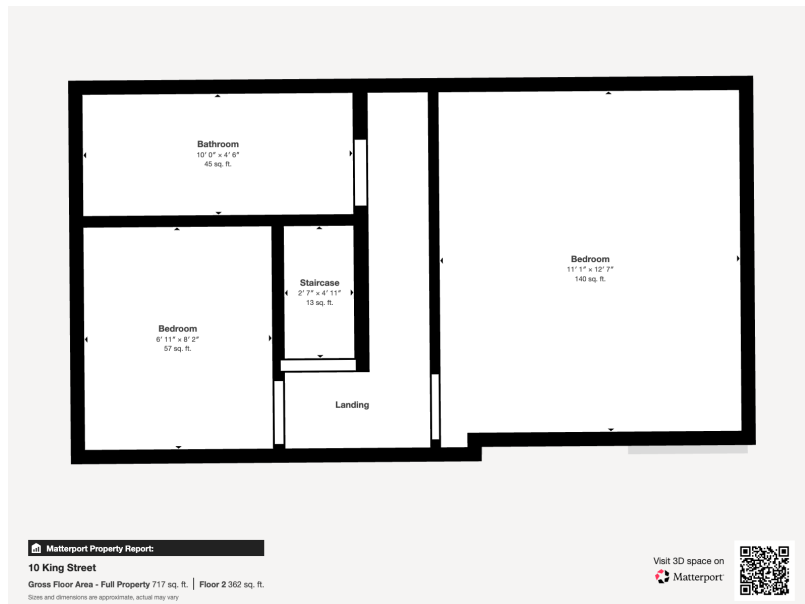 Bathroom
10' 0" × 4' 6"
45 sq. ft.
Staircase
2' 7" × 4' 11"
13 sq. ft.
Bedroom
11' 1" × 12' 7"
140 sq. ft.
Bedroom
6' 11" × 8' 2"
57 sq. ft.
Landing
Matterport Property Report:
10 King Street
Gross Floor Area - Full Property 717 sq. ft. | Floor 2 362 sq. ft.
Sizes and dimensions are approximate, actual may vary
Visit 3D space on
Matterport